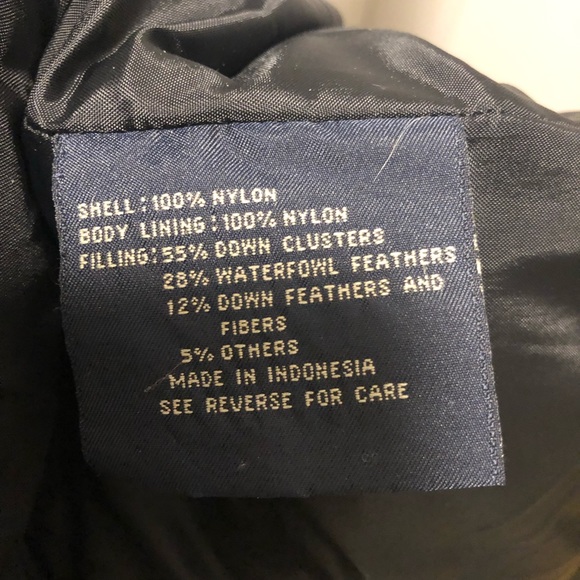 SHELL:100% NYLON
BODY LINING:100% NYLON
FILLING:55% DOWN CLUSTERS
28% WATERFOWL FEATHERS
12% DOWN FEATHERS AND
FIBERS
5% OTHERS
MADE IN INDONESIA
SEE REVERSE FOR CARE